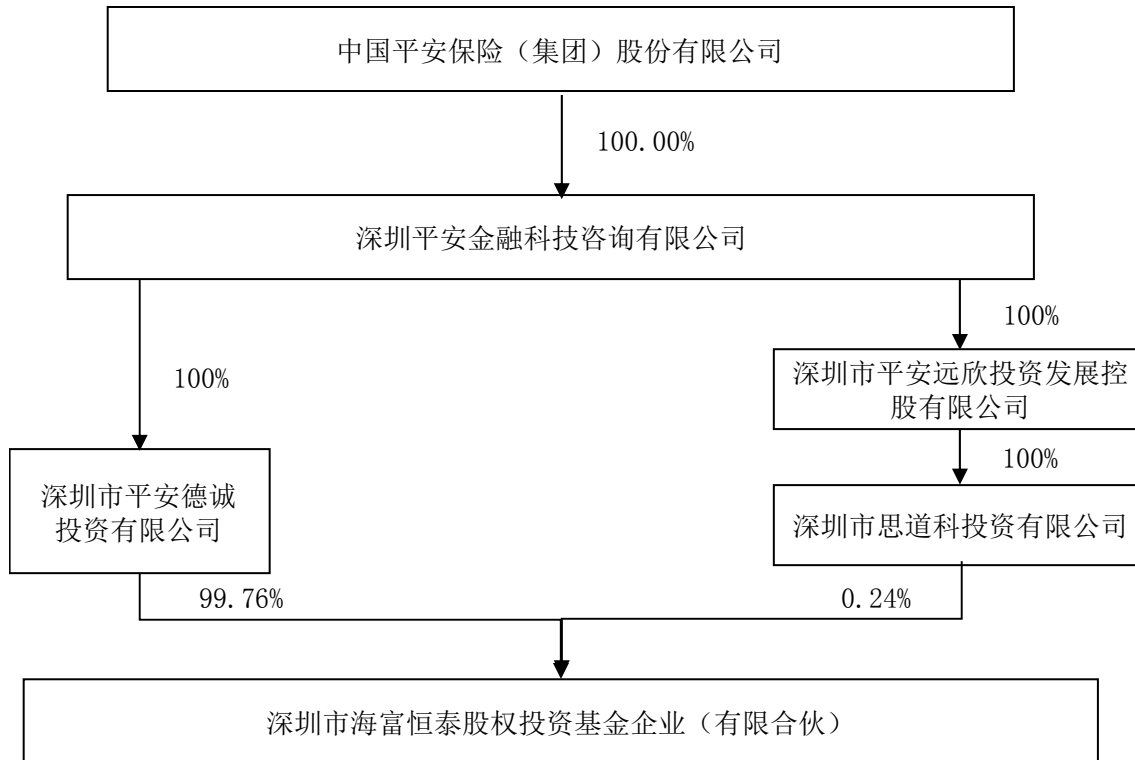 中国平安保险（集团）股份有限公司
100.00%
深圳平安金融科技咨询有限公司
100%
深圳市平安远欣投资发展控
股有限公司
100%
100%
深圳市平安德诚
投资有限公司
深圳市思道科投资有限公司
99.76%
0.24%
深圳市海富恒泰股权投资基金企业（有限合伙）